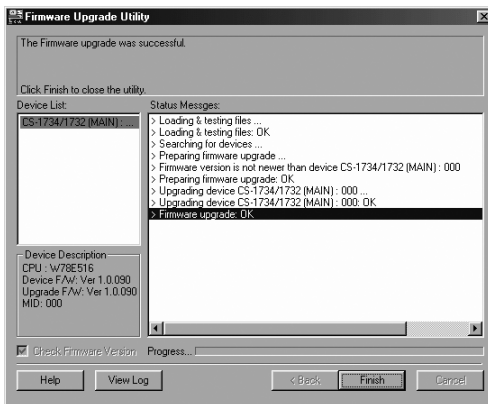 Firmware Upgrade Utility
The Firmware upgrade was successful.
Click Finish to close the utility.
Device List:
CS-1734/1732 (MAIN) : ...
Status Messges:
> Loading & testing files ...
> Loading & testing files: OK
> Searching for devices ...
> Preparing firmware upgrade ...
> Firmware version is not newer than device CS-1734/1732 (MAIN) : 000
> Preparing firmware upgrade: OK
> Upgrading device CS-1734/1732 (MAIN) : 000 ...
> Upgrading device CS-1734/1732 (MAIN) : 000: OK
> Firmware upgrade: OK
Device Description
CPU : W78E516
Device F/W: Ver 1.0.090
Upgrade F/W: Ver 1.0.090
MID: 000
Check Firmware Version
Progress...
Help
View Log
< Back
Finish
Cancel